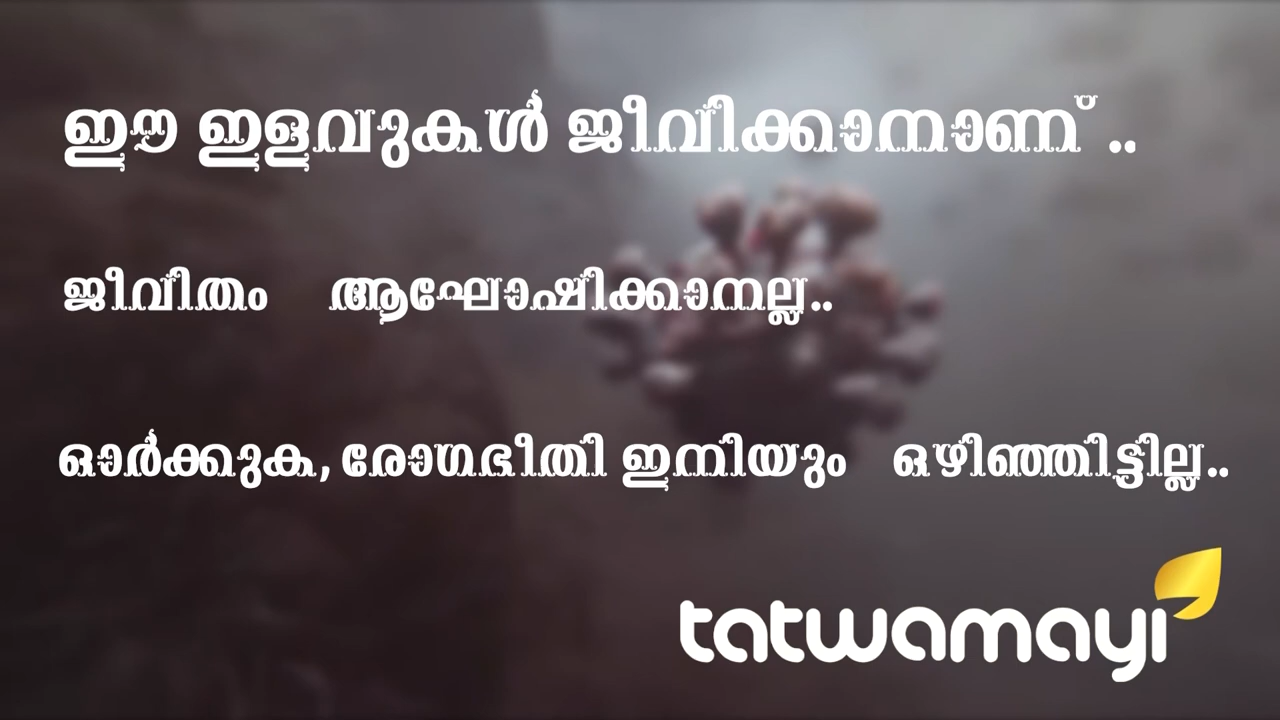 ഈ ഇളവുകൾ ജീവിക്കാനാണ് ..
ജീവിതം ആഘോഷിക്കാനല്ല..
ഓർക്കുക, രോഗഭീതി ഇനിയും ഒഴിഞ്ഞിട്ടില്ല..
tatwamayi